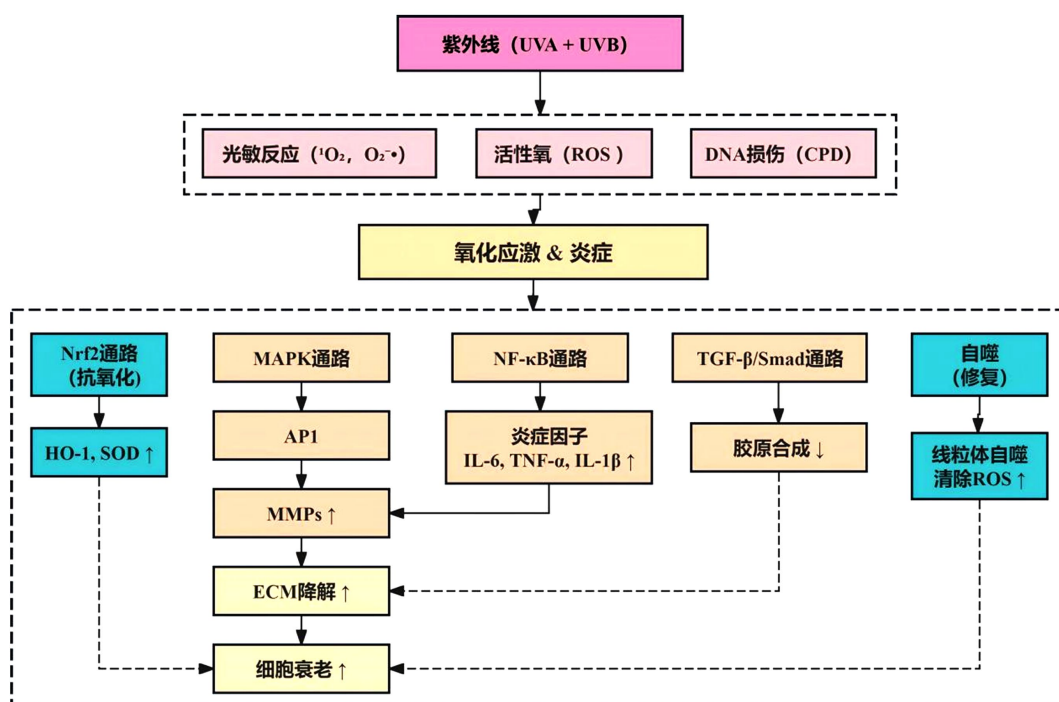 紫外线（UVA + UVB）
光敏反应（¹O₂，O₂⁻•）
活性氧（ROS ）
DNA损伤（CPD）
氧化应激 & 炎症
Nrf2通路
（抗氧化）
MAPK通路
NF-κB通路
TGF-β/Smad通路
自噬
（修复）
HO-1, SOD ↑
AP1
炎症因子
IL-6, TNF-α, IL-1β ↑
胶原合成 ↓
线粒体自噬
清除ROS ↑
MMPs ↑
ECM降解 ↑
细胞衰老 ↑